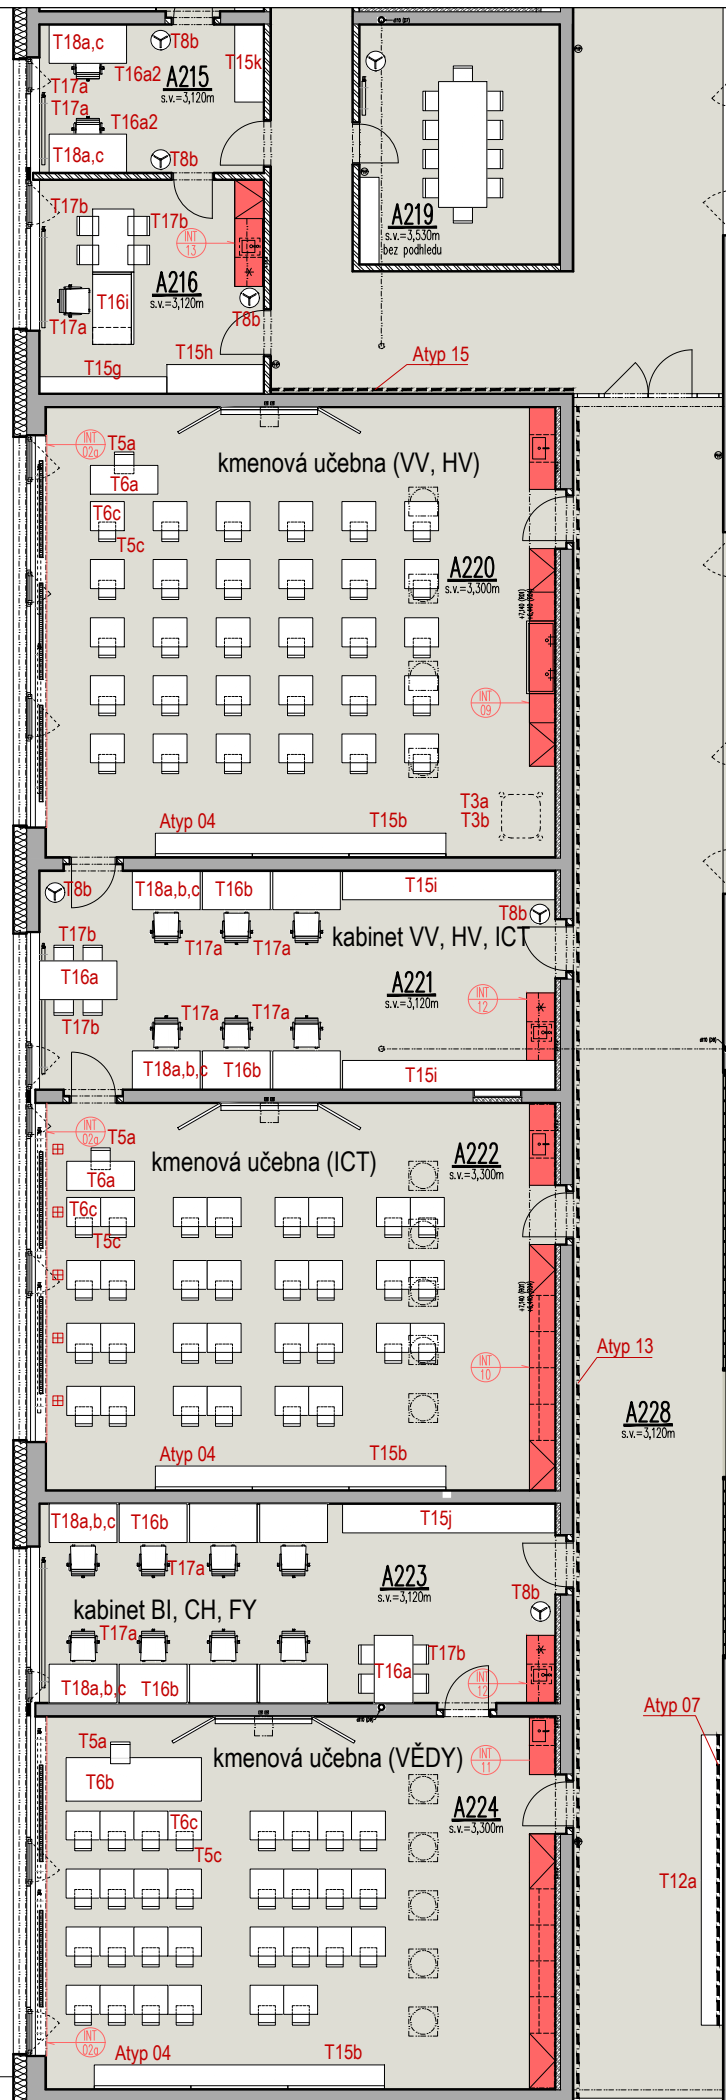 T18a,c
T8b
T16a2
A215
T15k
T17a
s.v.=3,120m
T17a
T16a2
T18a,c
T8b
T17b
T17b
INT
13
A219
s.v.=3,530m
bez podhledu
A216
s.v.=3,120m
T16i
T17a
T8b
T15g
T15h
Atyp 15
INT
02a
T5a
kmenová učebna (VV, HV)
T6a
T6c
T5c
A220
s.v.=3,300m
INT
09
T3a
T3b
Atyp 04
T15b
T8b
T18a,b,c
T16b
T15i
T8b
T17b
T17a
T17a
kabinet VV, HV, ICT
T16a
A221
s.v.=3,120m
INT
12
T17b
T17a
T17a
T18a,b,c
T16b
T15i
INT
02a
T5a
kmenová učebna (ICT)
A222
s.v.=3,300m
T6a
T6c
T5c
Atyp 13
INT
10
A228
s.v.=3,120m
Atyp 04
T15b
T18a,b,c
T16b
T15j
T17a
A223
s.v.=3,120m
T8b
kabinet BI, CH, FY
T17a
T17b
T18a,b,c
T16b
T16a
INT
12
Atyp 07
T5a
kmenová učebna (VĚDY)
INT
11
T6b
A224
s.v.=3,300m
T6c
T5c
T12a
INT
02a
Atyp 04
T15b